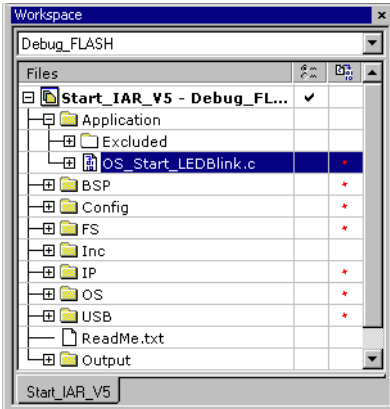 Workspace
Debug_FLASH
Files
Start_IAR_V5 - Debug_FL...
Application
Excluded
OS_Start_LEDBlink.c
BSP
Config
FS
Inc
IP
OS
USB
ReadMe.txt
Output
Start_IAR_V5